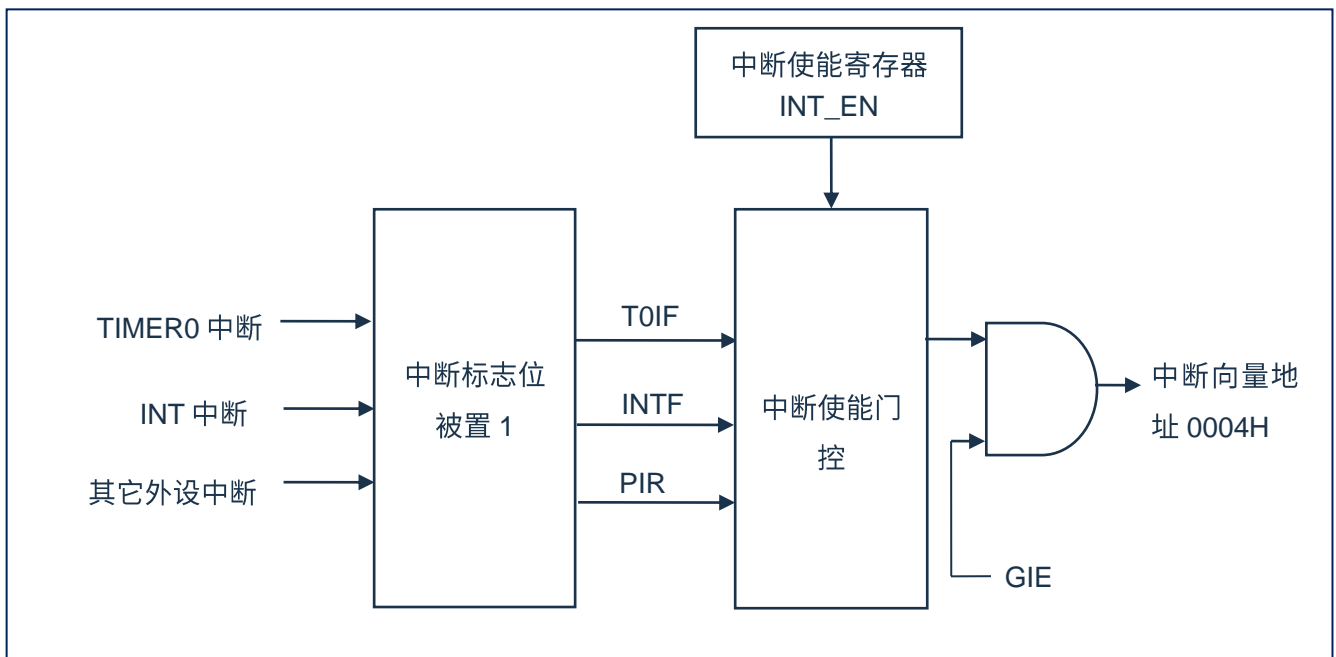 中断使能寄存器
INT_EN
TIMER0 中断
INT 中断
其它外设中断
中断标志位
被置 1
T0IF
INTF
PIR
中断使能门
控
中断向量地
址 0004H
GIE